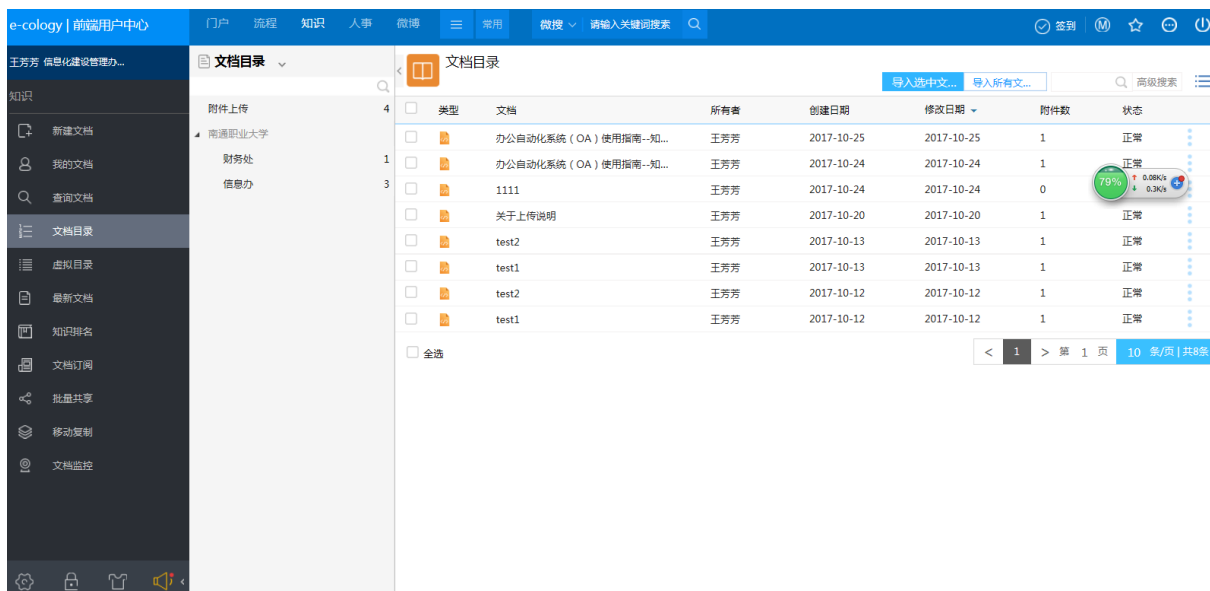 e-cology | 前端用户中心 门户 流程 知识 人事 微博 常用 微搜 请输入关键词搜索 签到 M
王芳芳 信息化建设管理办...
知识
新建文档
我的文档
查询文档
文档目录
虚拟目录
最新文档
知识排名
文档订阅
批量共享
移动复制
文档监控
文档目录
附件上传 4
南通职业大学
财务处 1
信息办 3
文档目录
导入选中文... 导入所有文... 高级搜索
类型 文档 所有者 创建日期 修改日期 附件数 状态
办公自动化系统（OA）使用指南--知... 王芳芳 2017-10-25 2017-10-25 1 正常
办公自动化系统（OA）使用指南--知... 王芳芳 2017-10-24 2017-10-24 1 正常
1111 王芳芳 2017-10-24 2017-10-24 0
关于上传说明 王芳芳 2017-10-20 2017-10-20 1 正常
test2 王芳芳 2017-10-13 2017-10-13 1 正常
test1 王芳芳 2017-10-13 2017-10-13 1 正常
test2 王芳芳 2017-10-12 2017-10-12 1 正常
test1 王芳芳 2017-10-12 2017-10-12 1 正常
79% 0.08K/s
0.3K/s
全选 < 1 > 第 1 页 10 条/页 | 共8条